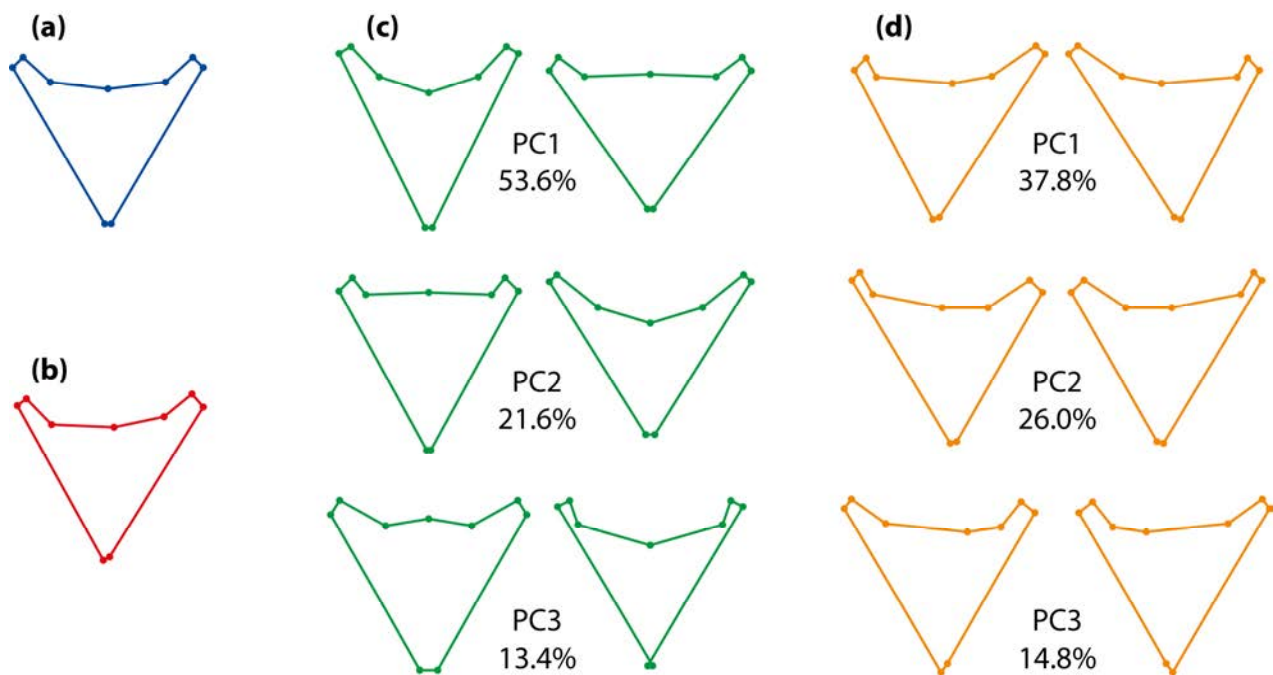 (a)
(b)
(c)
PC1
53.6%
PC2
21.6%
PC3
13.4%
(d)
PC1
37.8%
PC2
26.0%
PC3
14.8%